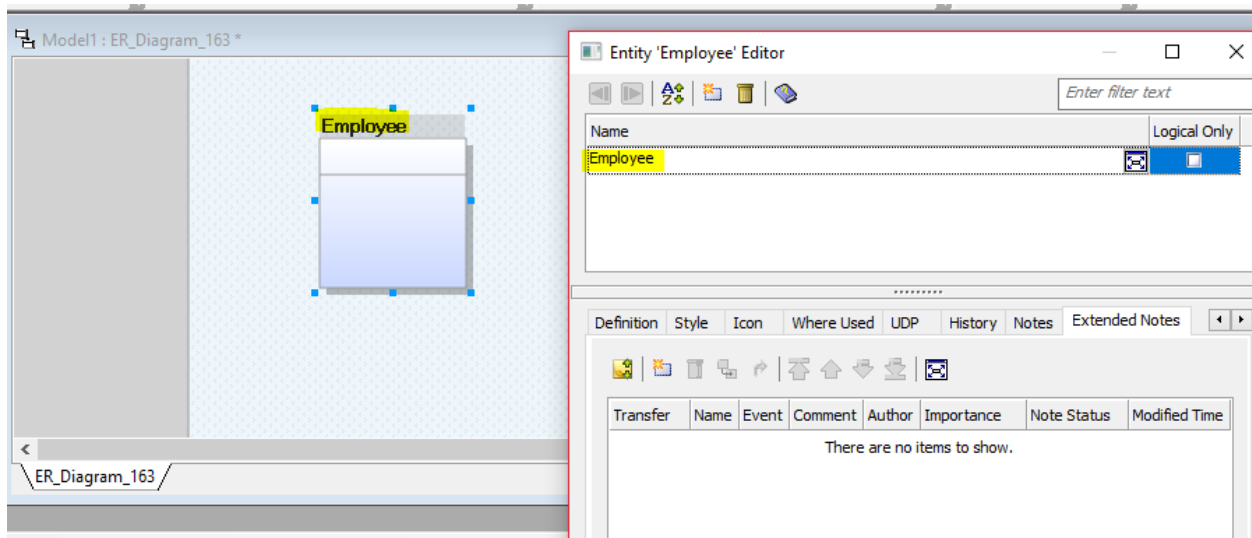 Model1 : ER_Diagram_163 *
Employee
ER_Diagram_163
Entity 'Employee' Editor
A
Z
Enter filter text
Name Logical Only
Employee
Definition Style Icon Where Used UDP History Notes Extended Notes
Transfer Name Event Comment Author Importance Note Status Modified Time
There are no items to show.